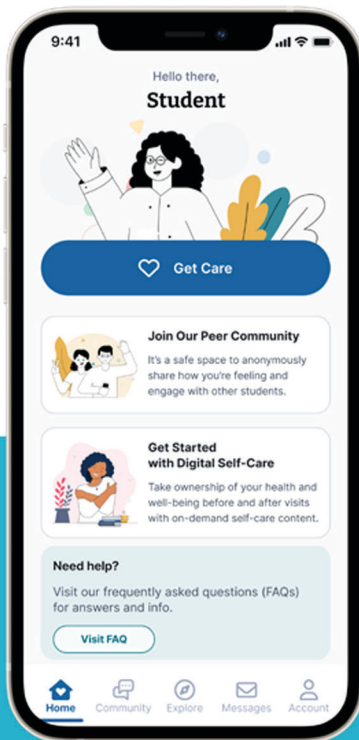 9:41
Hello there,
Student
Get Care
Join Our Peer Community
It's a safe space to anonymously
share how you're feeling and
engage with other students.
Get Started
with Digital Self-Care
Take ownership of your health and
well-being before and after visits
with on-demand self-care content.
Need help?
Visit our frequently asked questions (FAQs)
for answers and info.
Visit FAQ
Home Community Explore Messages Account